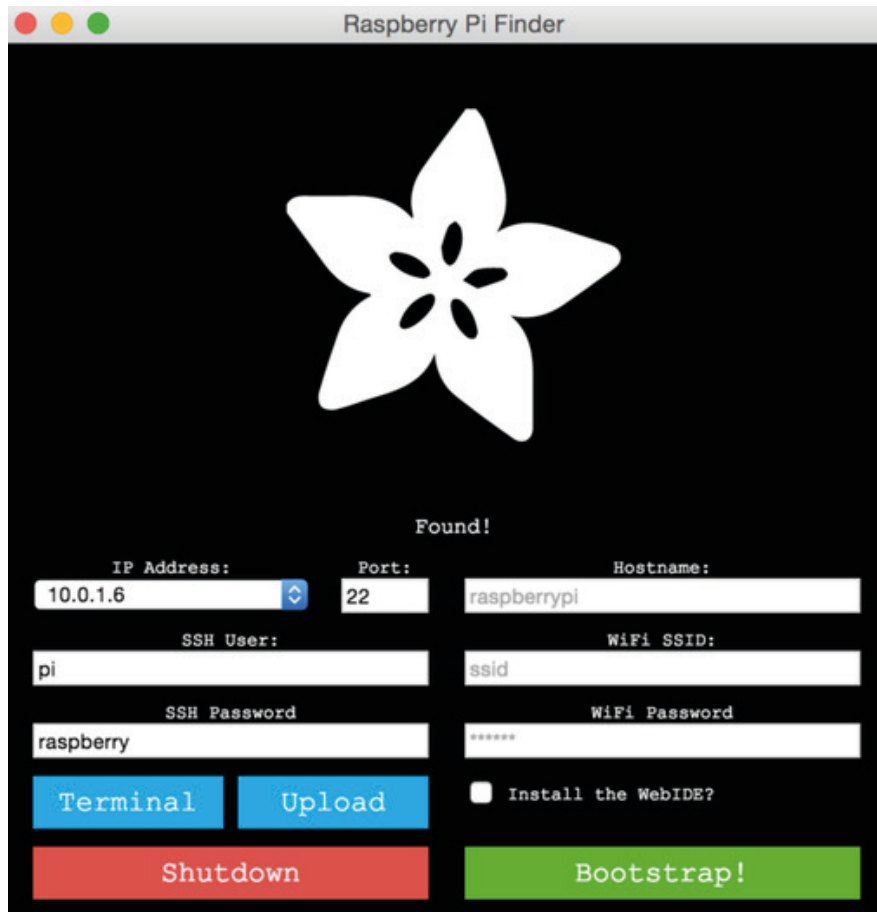 Raspberry Pi Finder
Found!
IP Address: Port: Hostname:
10.0.1.6 22 raspberrypi
SSH User: WiFi SSID:
pi ssid
SSH Password WiFi Password
raspberry ******
Terminal Upload Install the WebIDE?
Shutdown Bootstrap!